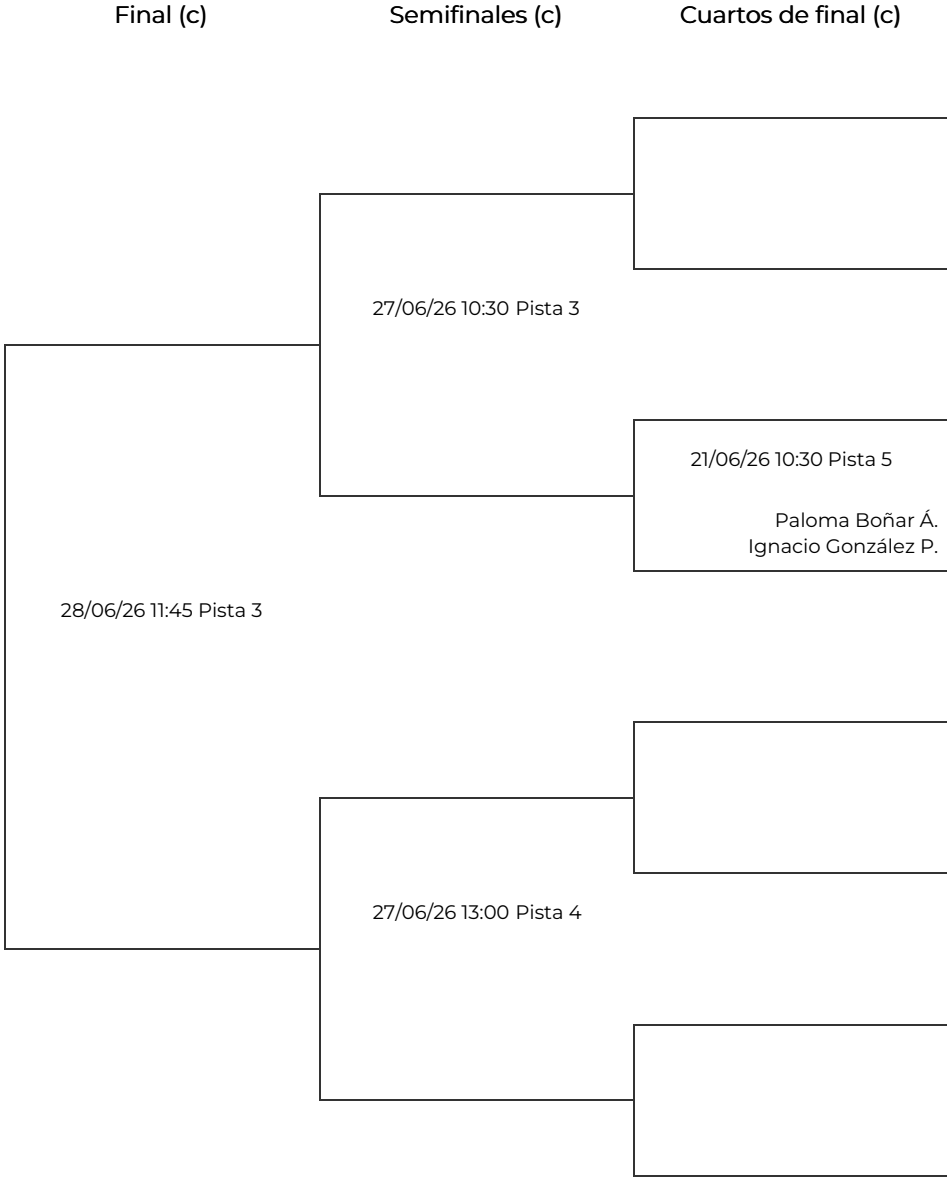 Final (c)
Semifinales (c)
Cuartos de final (c)
27/06/26 10:30 Pista 3
21/06/26 10:30 Pista 5
Paloma Boñar Á.
Ignacio González P.
28/06/26 11:45 Pista 3
27/06/26 13:00 Pista 4